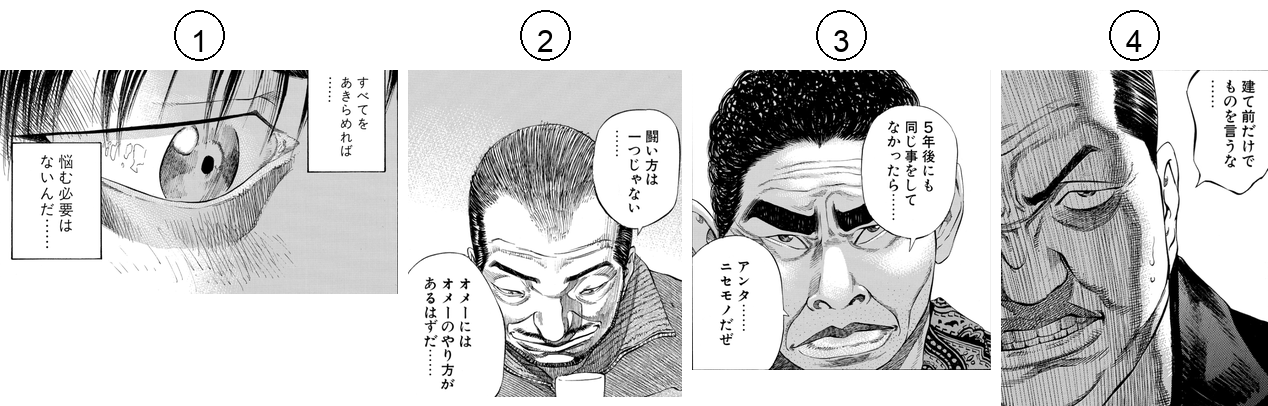 1
すべてを
あきらめれば
……
悩む必要は
ないんだ……
2
闘い方は
一つじゃない
……
オメーには
オメーのやり方が
あるはずだ……
3
5年後にも
同じ事をして
なかったら……
アンタ……
ニセモノだぜ
4
建て前だけで
ものを言うな
……